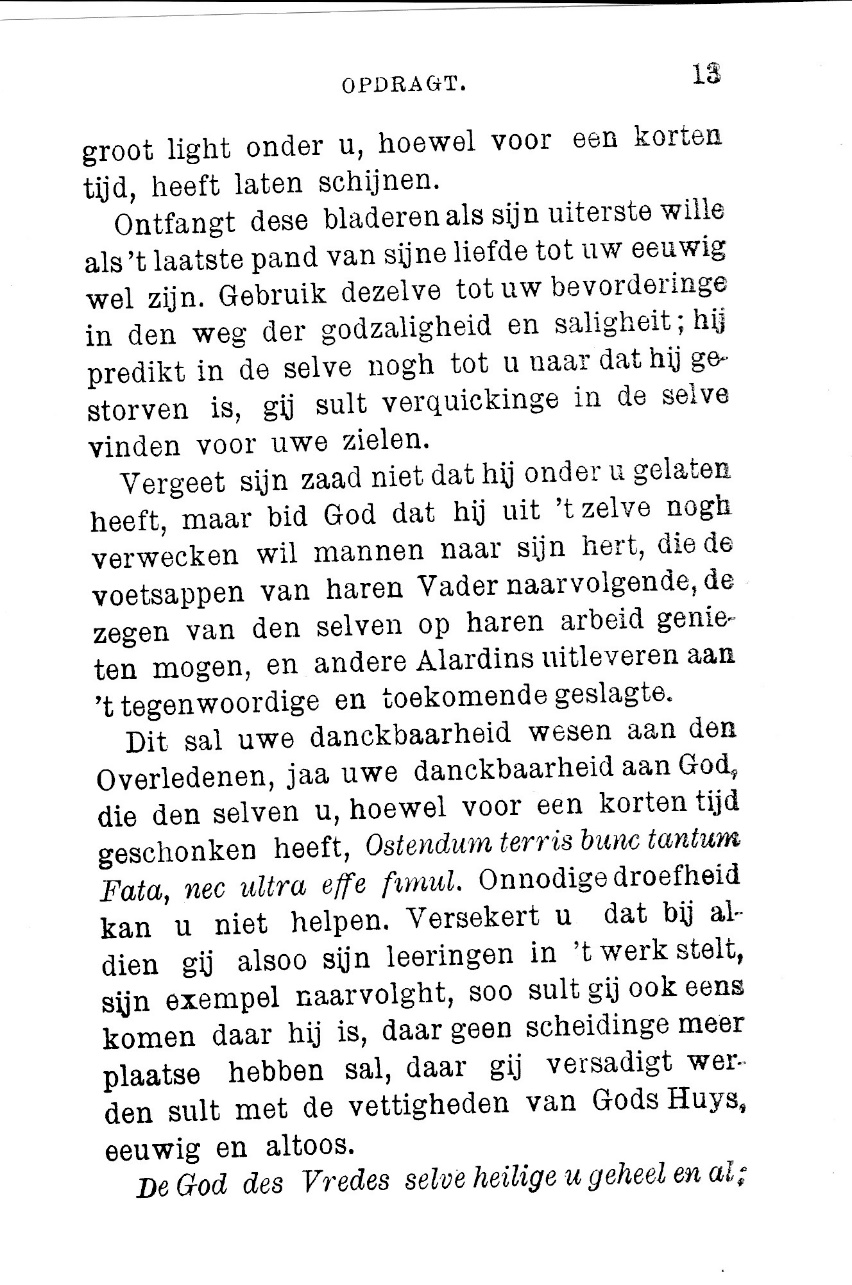 OPDRAGT. 13
groot light onder u, hoewel voor een korten
tijd, heeft laten schijnen.
Ontfangt dese bladeren als sijn uiterste wille
als 't laatste pand van sijne liefde tot uw eeuwig
wel zijn. Gebruik dezelve tot uw bevorderinge
in den weg der godzaligheid en saligheit; hij
predikt in de selve nogh tot u naar dat hij ge-
storven is, gij sult verquickinge in de selve
vinden voor uwe zielen.
Vergeet sijn zaad niet dat hij onder u gelaten
heeft, maar bid God dat hij uit 't zelve nogh
verwecken wil mannen naar sijn hert, die de
voetsappen van haren Vader naarvolgende, de
zegen van den selven op haren arbeid genie-
ten mogen, en andere Alardins uitleveren aan
't tegenwoordige en toekomende geslagte.
Dit sal uwe danckbaarheid wesen aan den
Overledenen, jaa uwe danckbaarheid aan God,
die den selven u, hoewel voor een korten tijd
geschonken heeft, Ostendum terris bunc tantum
Fata, nec ultra effe fimul. Onnodige droefheid
kan u niet helpen. Versekert u dat bij al-
dien gij alsoo sijn leeringen in 't werk stelt,
sijn exempel naarvolght, soo sult gij ook eens
komen daar hij is, daar geen scheidinge meer
plaatse hebben sal, daar gij versadigt wer-
den sult met de vettigheden van Gods Huys,
eeuwig en altoos.
De God des Vredes selve heilige u geheel en al;